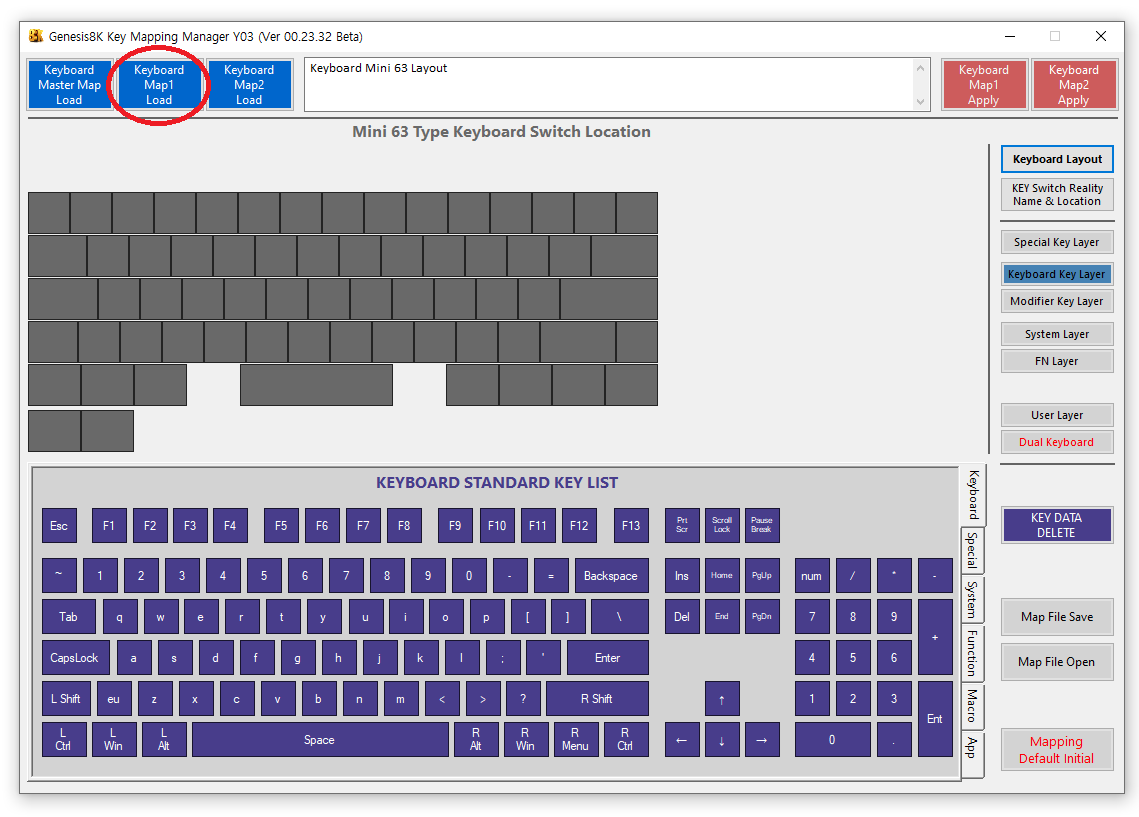 Genesis8K Key Mapping Manager Y03 (Ver 00.23.32 Beta)
Keyboard
Master Map
Load
Keyboard
Map1
Load
Keyboard
Map2
Load
Keyboard Mini 63 Layout
Keyboard
Map1
Apply
Keyboard
Map2
Apply
Mini 63 Type Keyboard Switch Location
Keyboard Layout
KEY Switch Reality
Name & Location
Special Key Layer
Keyboard Key Layer
Modifier Key Layer
System Layer
FN Layer
User Layer
Dual Keyboard
KEYBOARD STANDARD KEY LIST
Esc F1 F2 F3 F4 F5 F6 F7 F8 F9 F10 F11 F12 F13
Prt
Scr
Scroll
Lock
Pause
Break
~ 1 2 3 4 5 6 7 8 9 0 - = Backspace Ins Home PgUp num / * -
Tab q w e r t y u i o p [ ] \ Del End PgDn 7 8 9 +
CapsLock a s d f g h j k l ; ' Enter 4 5 6
L Shift eu z x c v b n m < > ? R Shift ↑ 1 2 3 Ent
L
Ctrl
L
Win
L
Alt
Space
R
Alt
R
Win
R
Menu
R
Ctrl
← ↓ → 0 .
Keyboard
Special
System
Function
Macro
App
KEY DATA
DELETE
Map File Save
Map File Open
Mapping
Default Initial